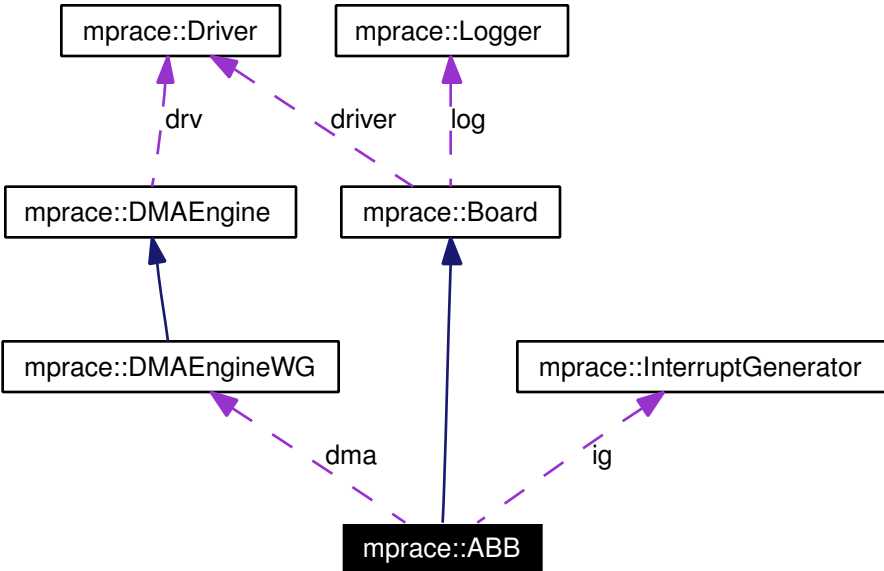 mprace::Driver
mprace::Logger
drv
driver
log
mprace::DMAEngine
mprace::Board
mprace::DMAEngineWG
mprace::InterruptGenerator
dma
ig
mprace::ABB